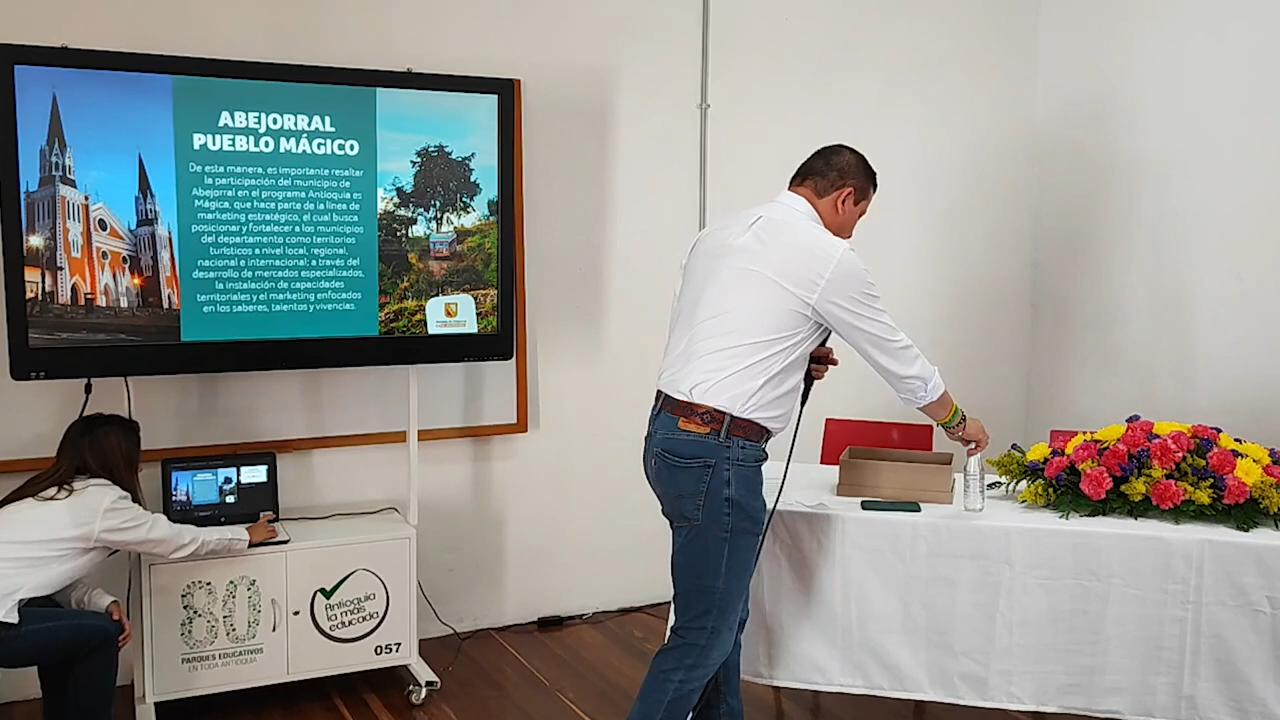 ABEJORRAL
PUEBLO MÁGICO
De esta manera, es importante resaltar
la participación del municipio de
Abejorral en el programa Antioquia es
Mágica, que hace parte de la línea de
marketing estratégico, el cual busca
posicionar y fortalecer a los municipios
del departamento como territorios
turísticos a nivel local, regional,
nacional e internacional; a través del
desarrollo de mercados especializados,
la instalación de capacidades
territoriales y el marketing enfocados
en los saberes, talentos y vivencias.
80
PARQUES EDUCATIVOS
EN TODA ANTIOQUIA
Antioquia
la más
educada
057